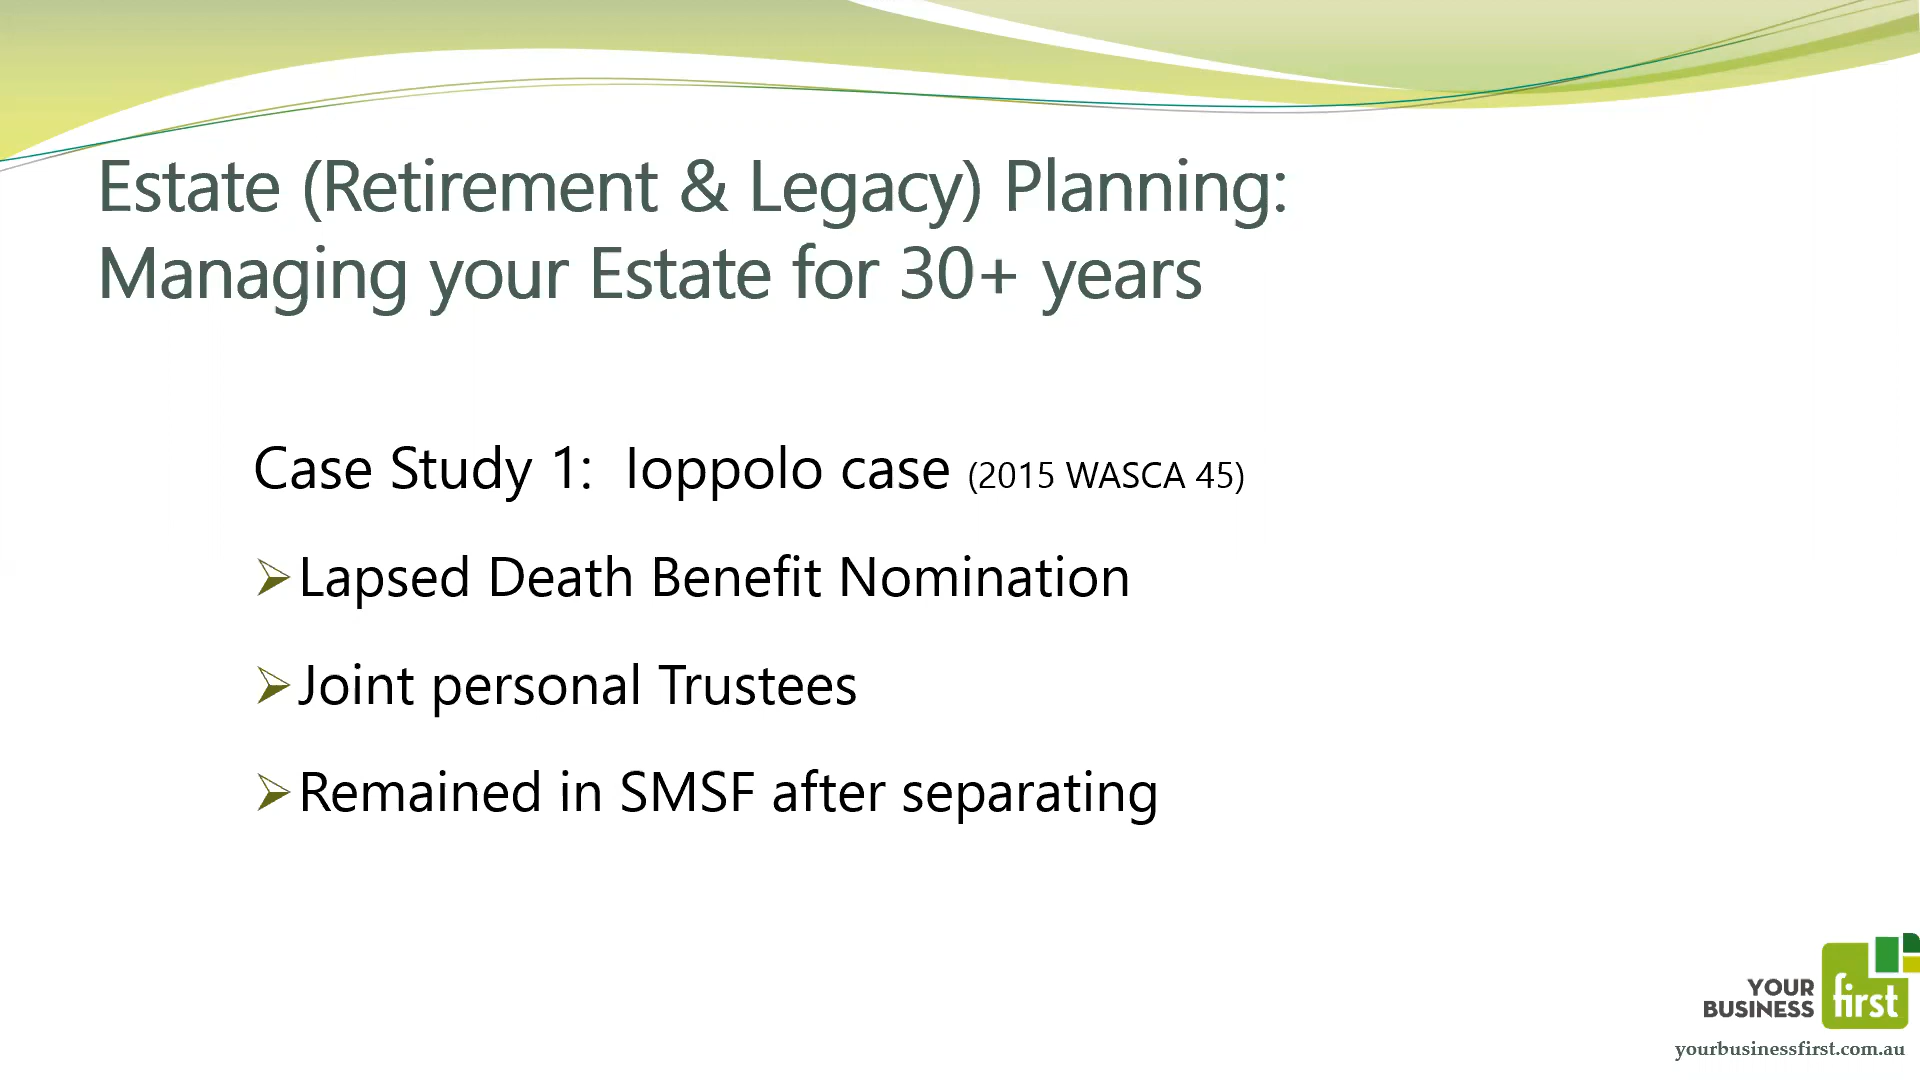 Estate (Retirement & Legacy) Planning:
Managing your Estate for 30+ years
Case Study 1:  Ioppolo case (2015 WASCA 45)
Lapsed Death Benefit Nomination
Joint personal Trustees
Remained in SMSF after separating
YOUR
BUSINESS
first
yourbusinessfirst.com.au